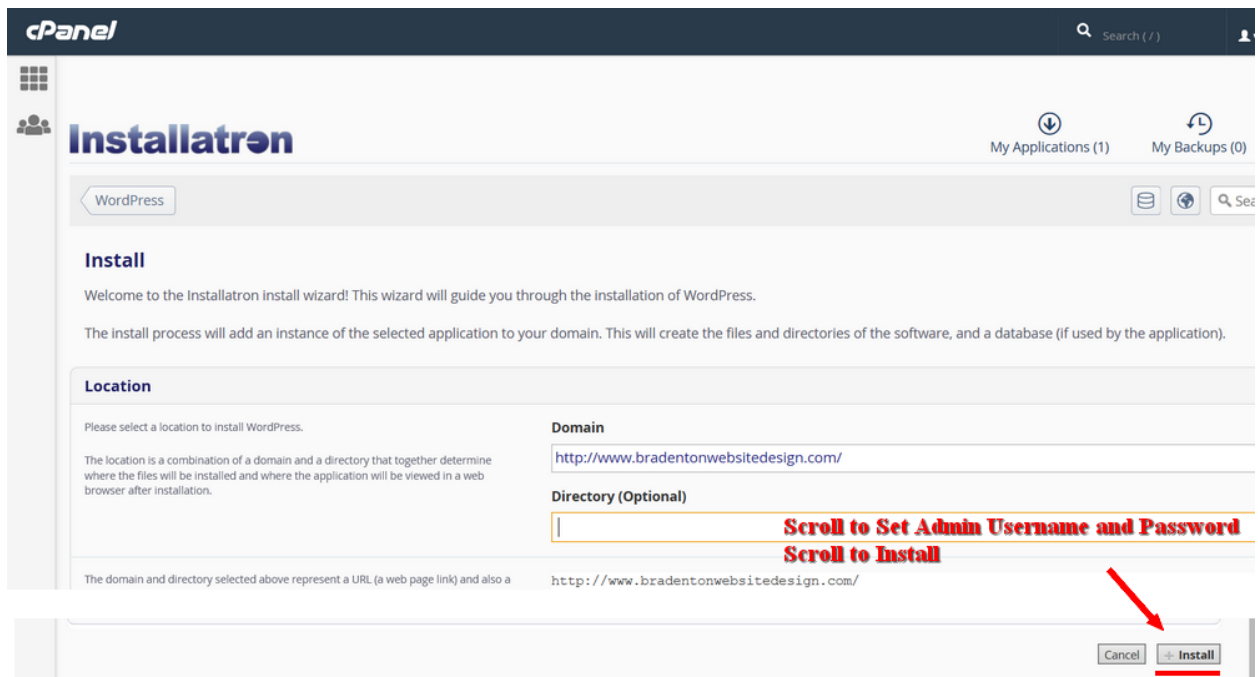 cPanel
Search ( / )
Installatron
My Applications (1)
My Backups (0)
WordPress
Sea
Install
Welcome to the Installatron install wizard! This wizard will guide you through the installation of WordPress.
The install process will add an instance of the selected application to your domain. This will create the files and directories of the software, and a database (if used by the application).
Location
Please select a location to install WordPress.
The location is a combination of a domain and a directory that together determine
where the files will be installed and where the application will be viewed in a web
browser after installation.
Domain
http://www.bradentonwebsitedesign.com/
Directory (Optional)
Scroll to Set Admin Username and Password
Scroll to Install
The domain and directory selected above represent a URL (a web page link) and also a
http://www.bradentonwebsitedesign.com/
Cancel
+ Install